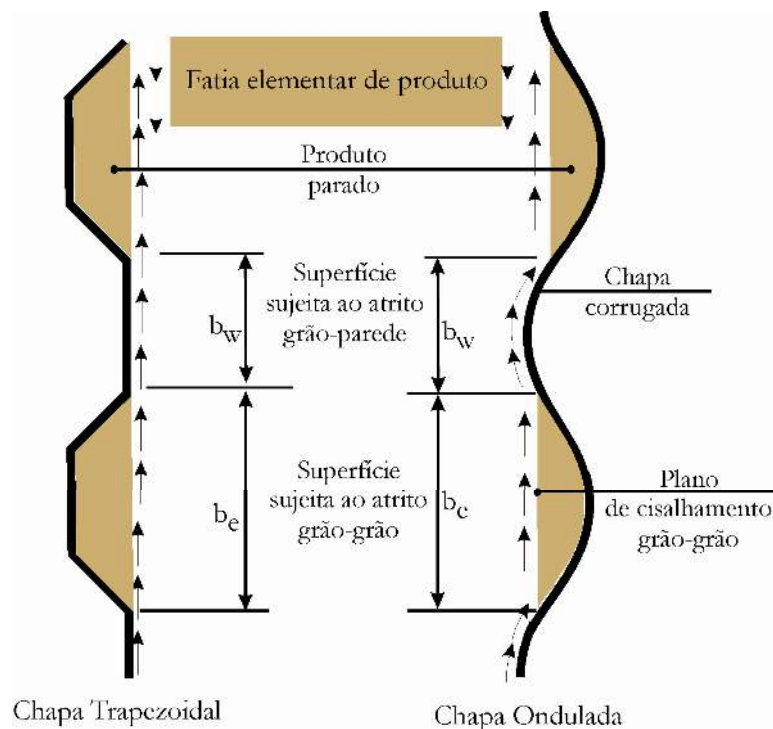 Fatia elementar de produto
Produto
parado
Superfície
sujeita ao atrito
grão-parede
b_w
b_w
Chapa
corrugada
Superfície
sujeita ao atrito
grão-grão
b_e
b_c
Plano
de cisalhamento
grão-grão
Chapa Trapezoidal
Chapa Ondulada